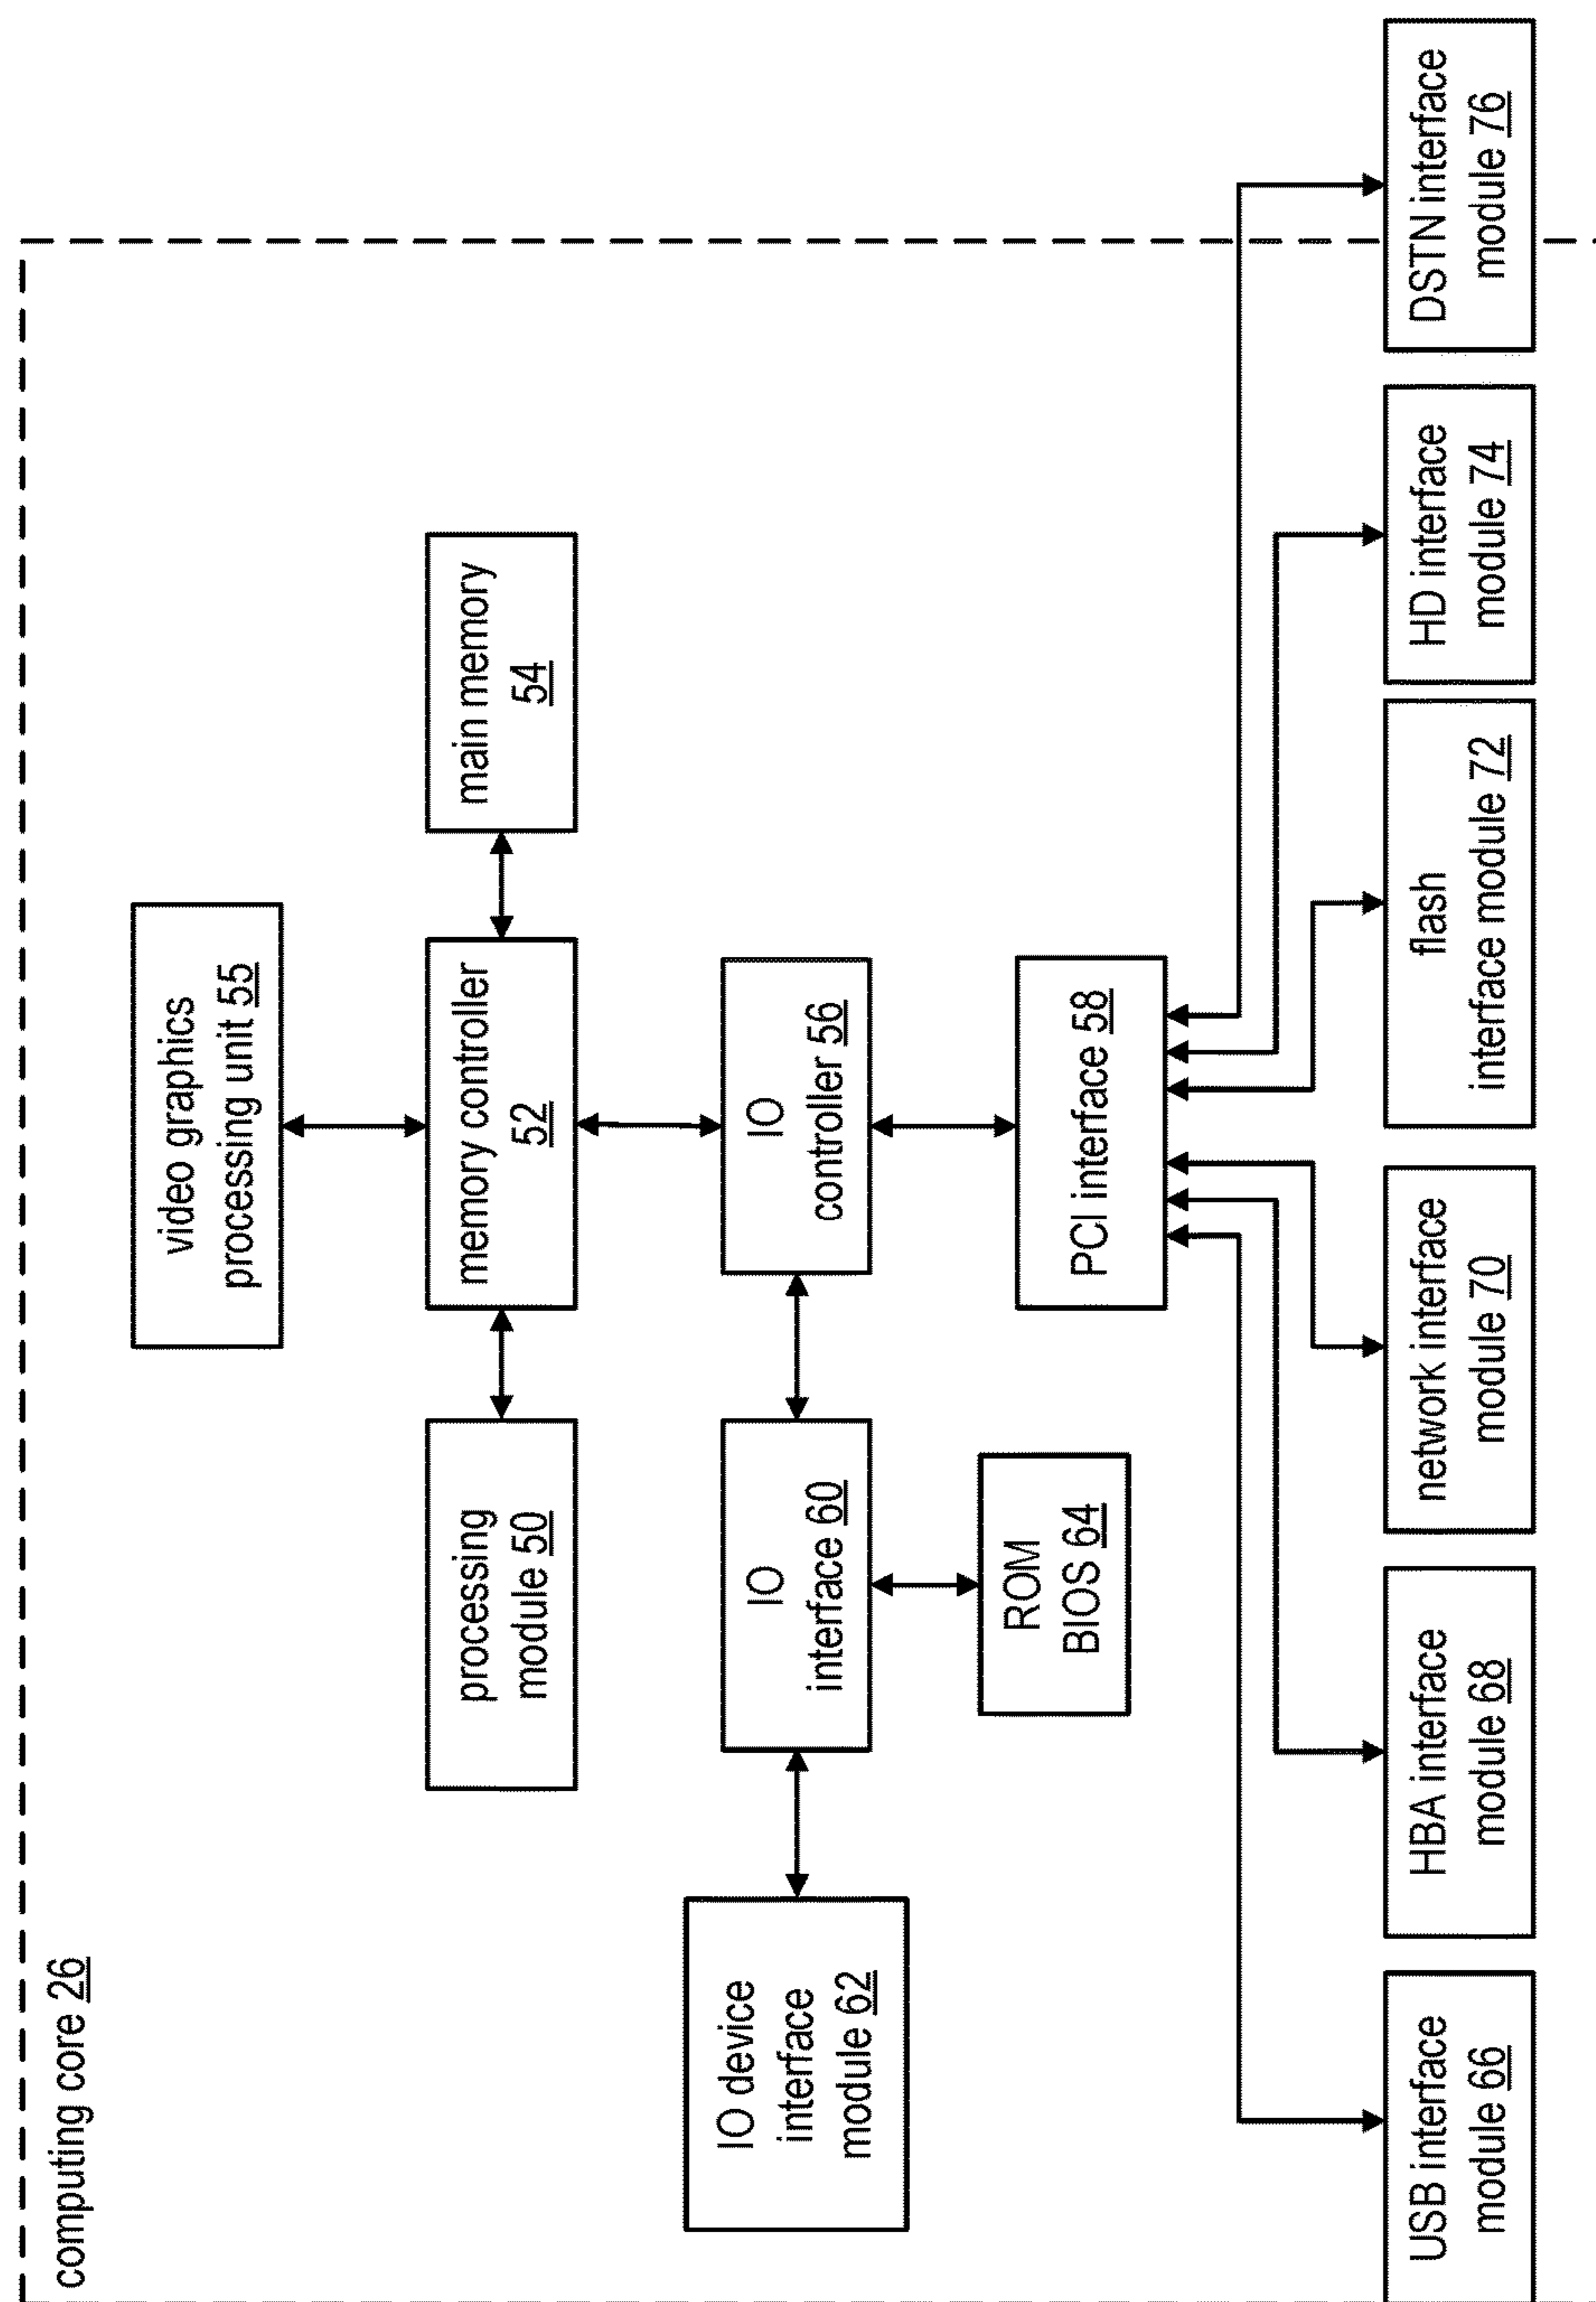 computing core 26
video graphics
processing unit 55
processing
module 50
memory controller
52
main memory
54
IO device
interface
module 62
IO
interface 60
IO
controller 56
ROM
BIOS 64
PCI interface 58
USB interface
module 66
HBA interface
module 68
network interface
module 70
flash
interface module 72
HD interface
module 74
DSTN interface
module 76